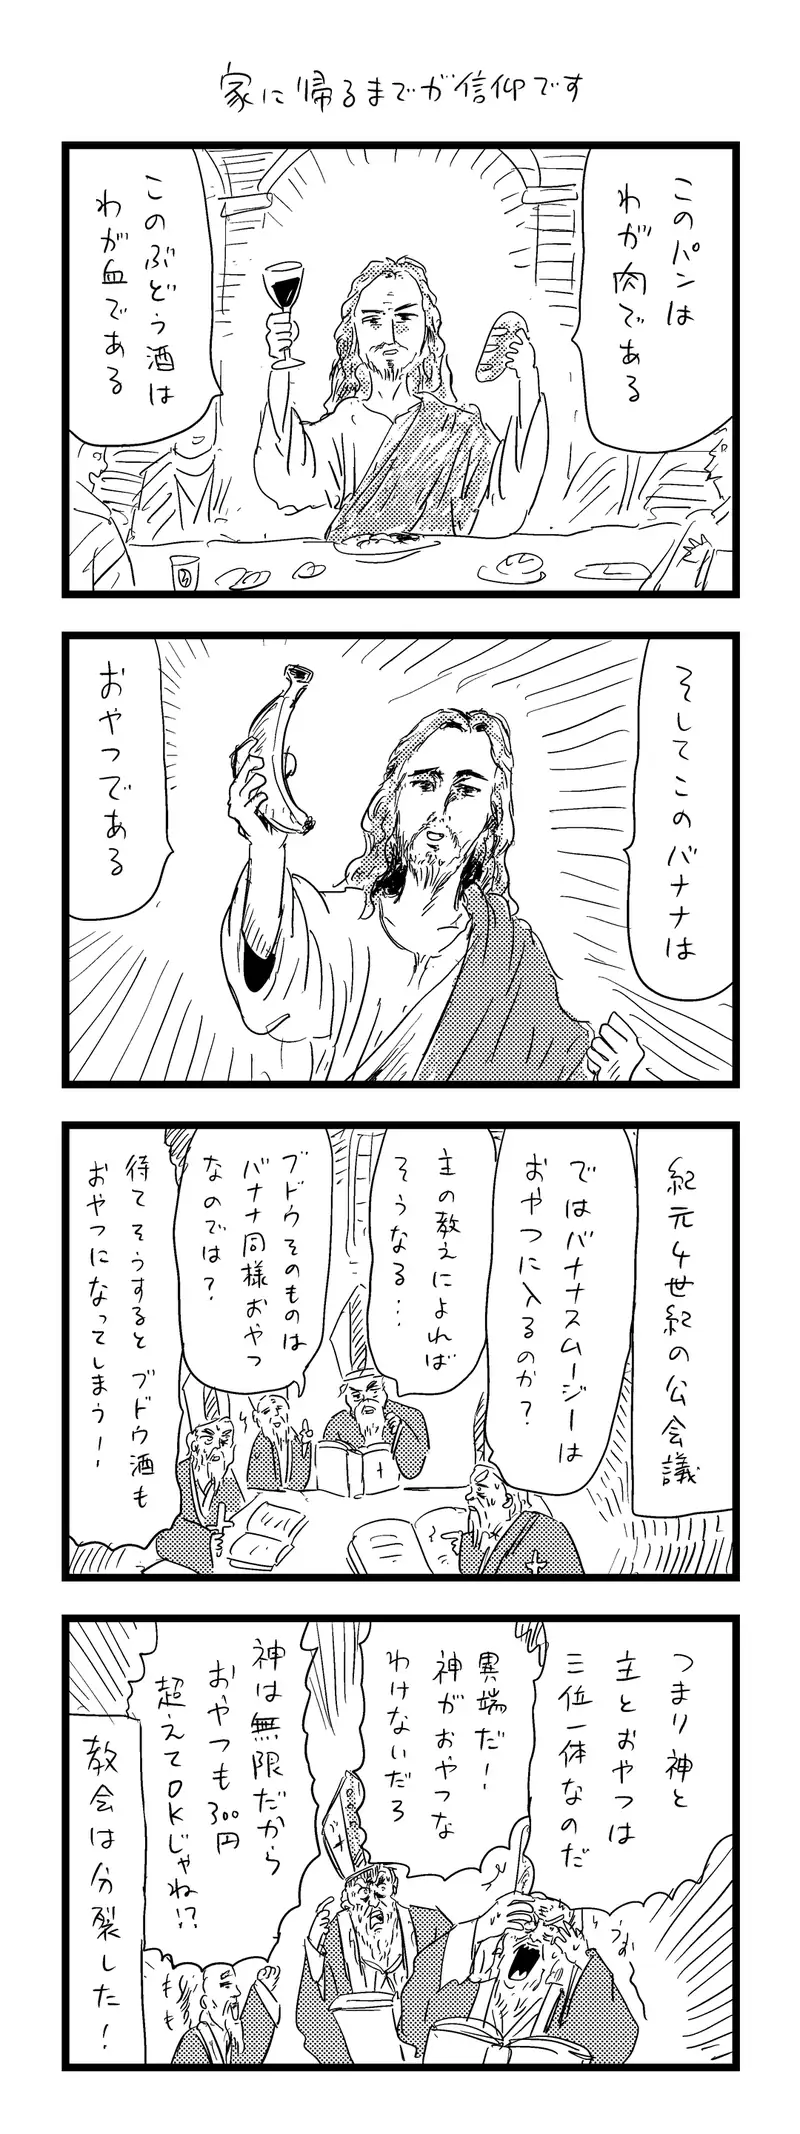 家に帰るまでが信仰です
このパンは
わが肉である
このぶどう酒は
わが血である
そしてこのバナナは
おやつである
紀元4世紀の公会議
ではバナナスムージーは
おやつに入るのか?
主の教えによれば
そうなる…
ブドウそのものは
バナナ同様おやつ
なのでは?
待てそうするとブドウ酒も
おやつになってしまう!
つまり神と
主とおやつは
三位一体なのだ
うお
異端だ!
神がおやつな
わけないだろ
神は無限だから
おやつも300円
超えてOKじゃね!?
教会は分裂した!